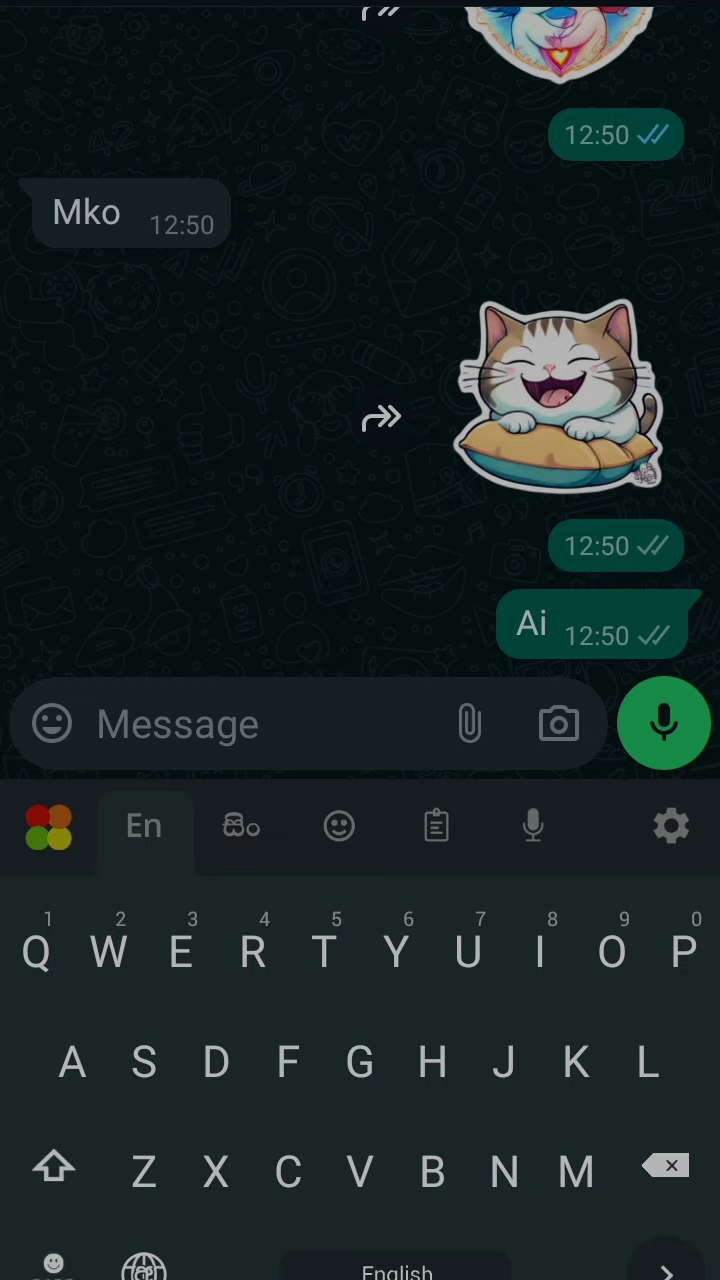 12:50
Mko 12:50
12:50
Ai 12:50
Message
En සිං
1 2 3 4 5 6 7 8 9 0
Q W E R T Y U I O P
A S D F G H J K L
Z X C V B N M
English